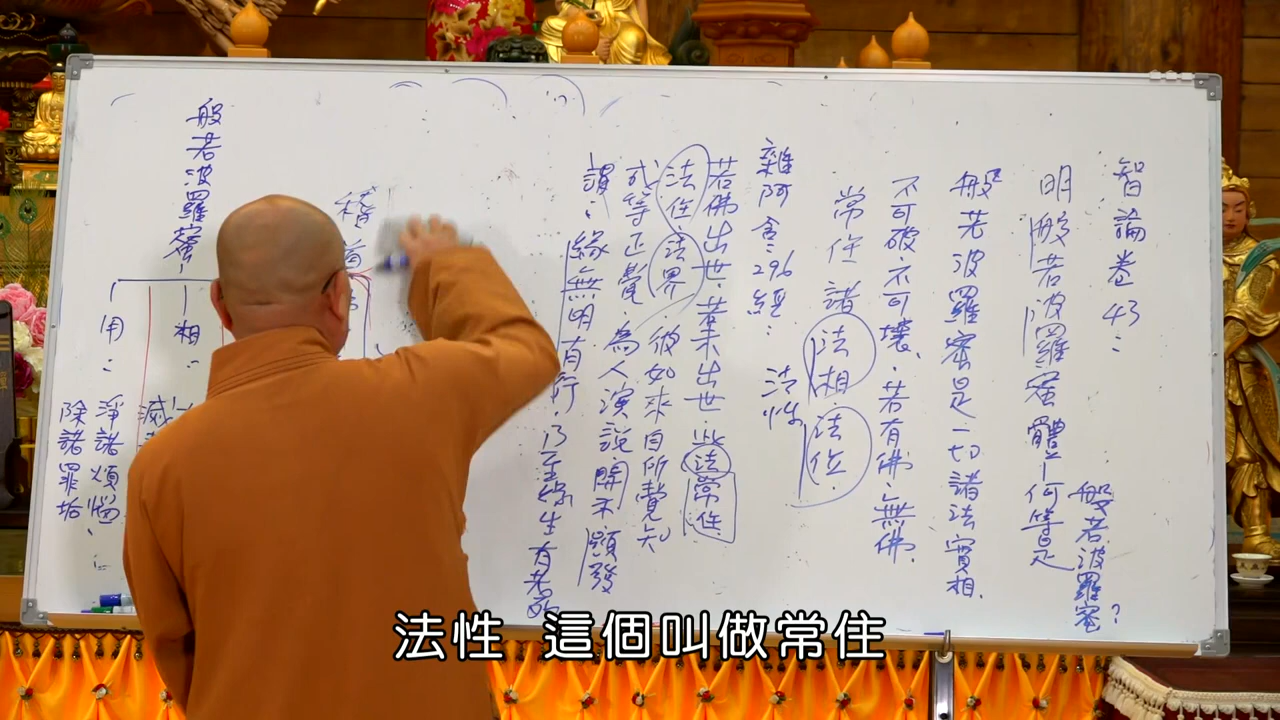 智論卷43：
明般若波羅蜜體－何等是
般若波羅蜜？
般若波羅蜜是一切諸法實相．
不可破．不可壞．若有佛．無佛．
常住諸法相法位．
雜阿含296經：
法性
若佛出世．若未出世．此法常住．
法住法界．彼如來自所覺知
成等正覺．為人演說開示顯發
謂：緣無明有行．乃至緣生有老死
般若波羅蜜
相：
滅
用：
淨諸煩惱．
除諸罪垢
法性 這個叫做常住